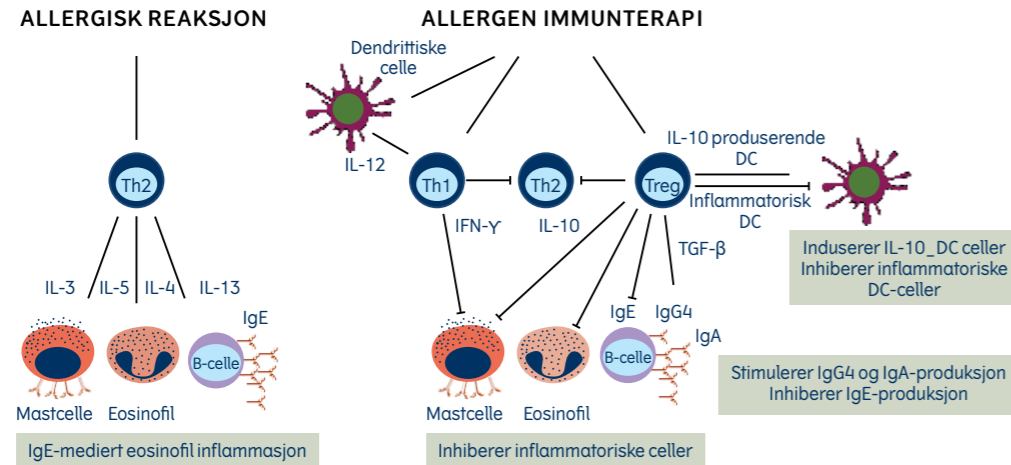 ALLERGISK REAKSJON
Th2
IL-3
IL-5
IL-4
IL-13
IgE
B-celle
Mastcelle
Eosinofil
IgE-mediert eosinofil inflammasjon
ALLERGEN IMMUNTERAPI
Dendrittiske
celle
IL-12
Th1
Th2
Treg
IL-10 produserende
DC
Inflammatorisk
DC
IFN-ϒ
IL-10
TGF-β
Induserer IL-10_DC celler
Inhiberer inflammatoriske
DC-celler
IgE
IgG4
IgA
B-celle
Mastcelle
Eosinofil
Stimulerer IgG4 og IgA-produksjon
Inhiberer IgE-produksjon
Inhiberer inflammatoriske celler